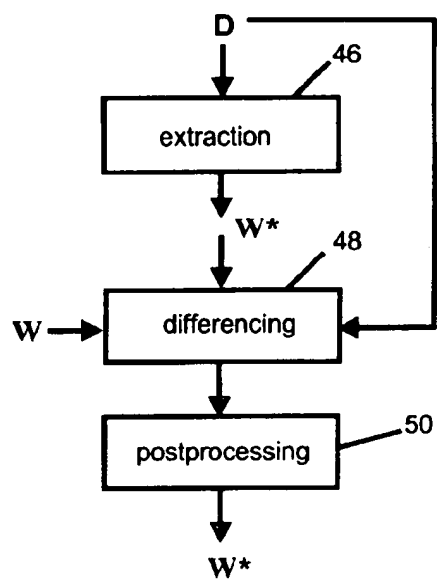 D
46
extraction
W*
48
W
differencing
50
postprocessing
W*